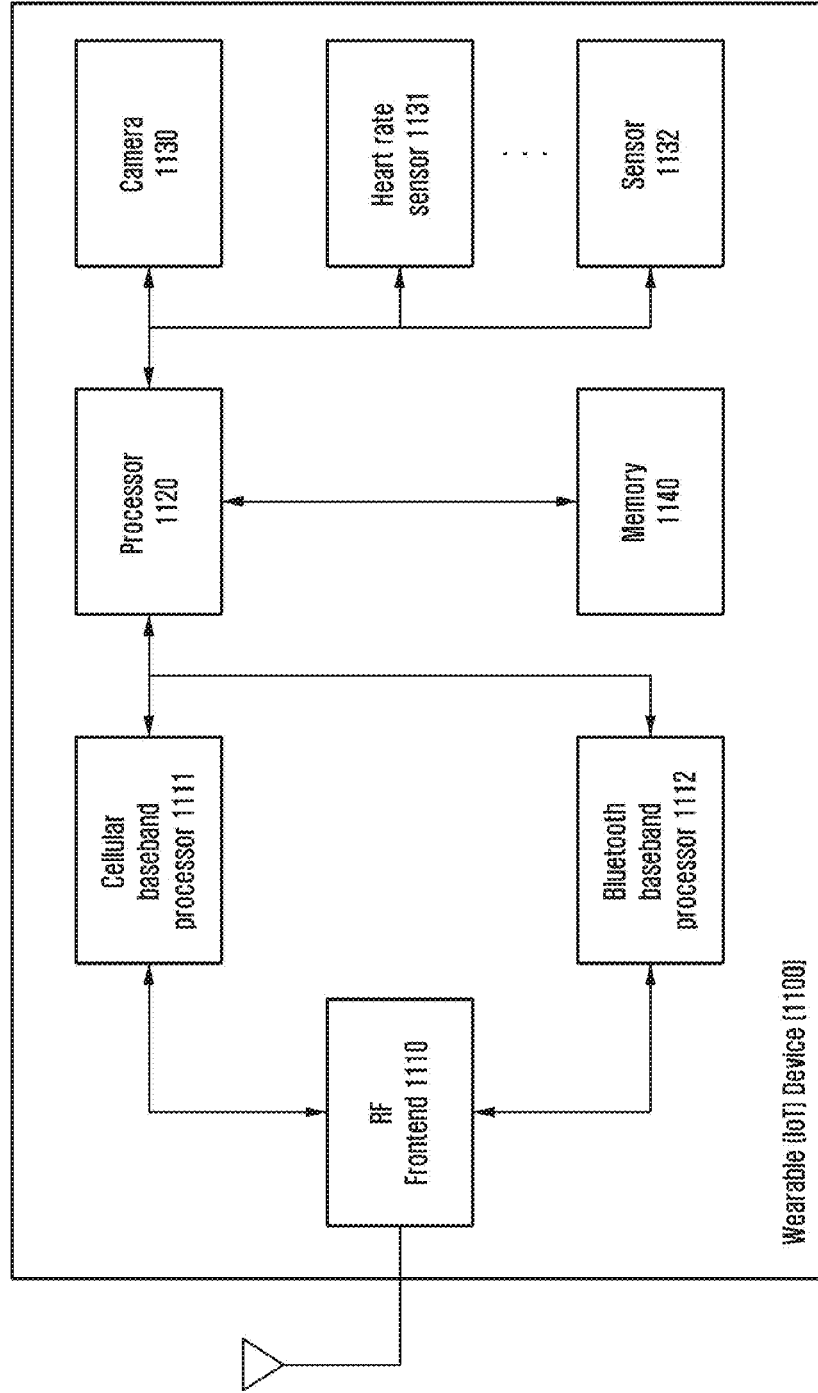 RF
Frontend 1110
Cellular
baseband
processor 1111
Bluetooth
baseband
processor 1112
Processor
1120
Memory
1140
Camera
1130
Heart rate
sensor 1131
. . .
Sensor
1132
Wearable (IoT) Device (1100)